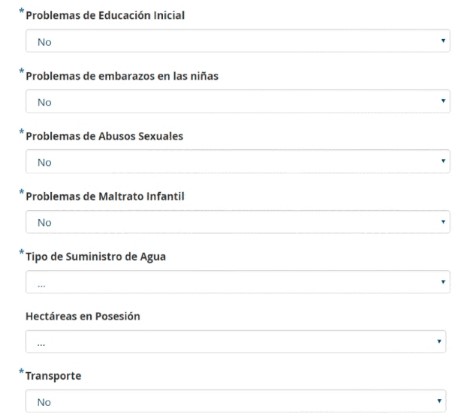 * Problemas de Educación Inicial
No
* Problemas de embarazos en las niñas
No
* Problemas de Abusos Sexuales
No
* Problemas de Maltrato Infantil
No
* Tipo de Suministro de Agua
...
Hectáreas en Posesión
...
* Transporte
No